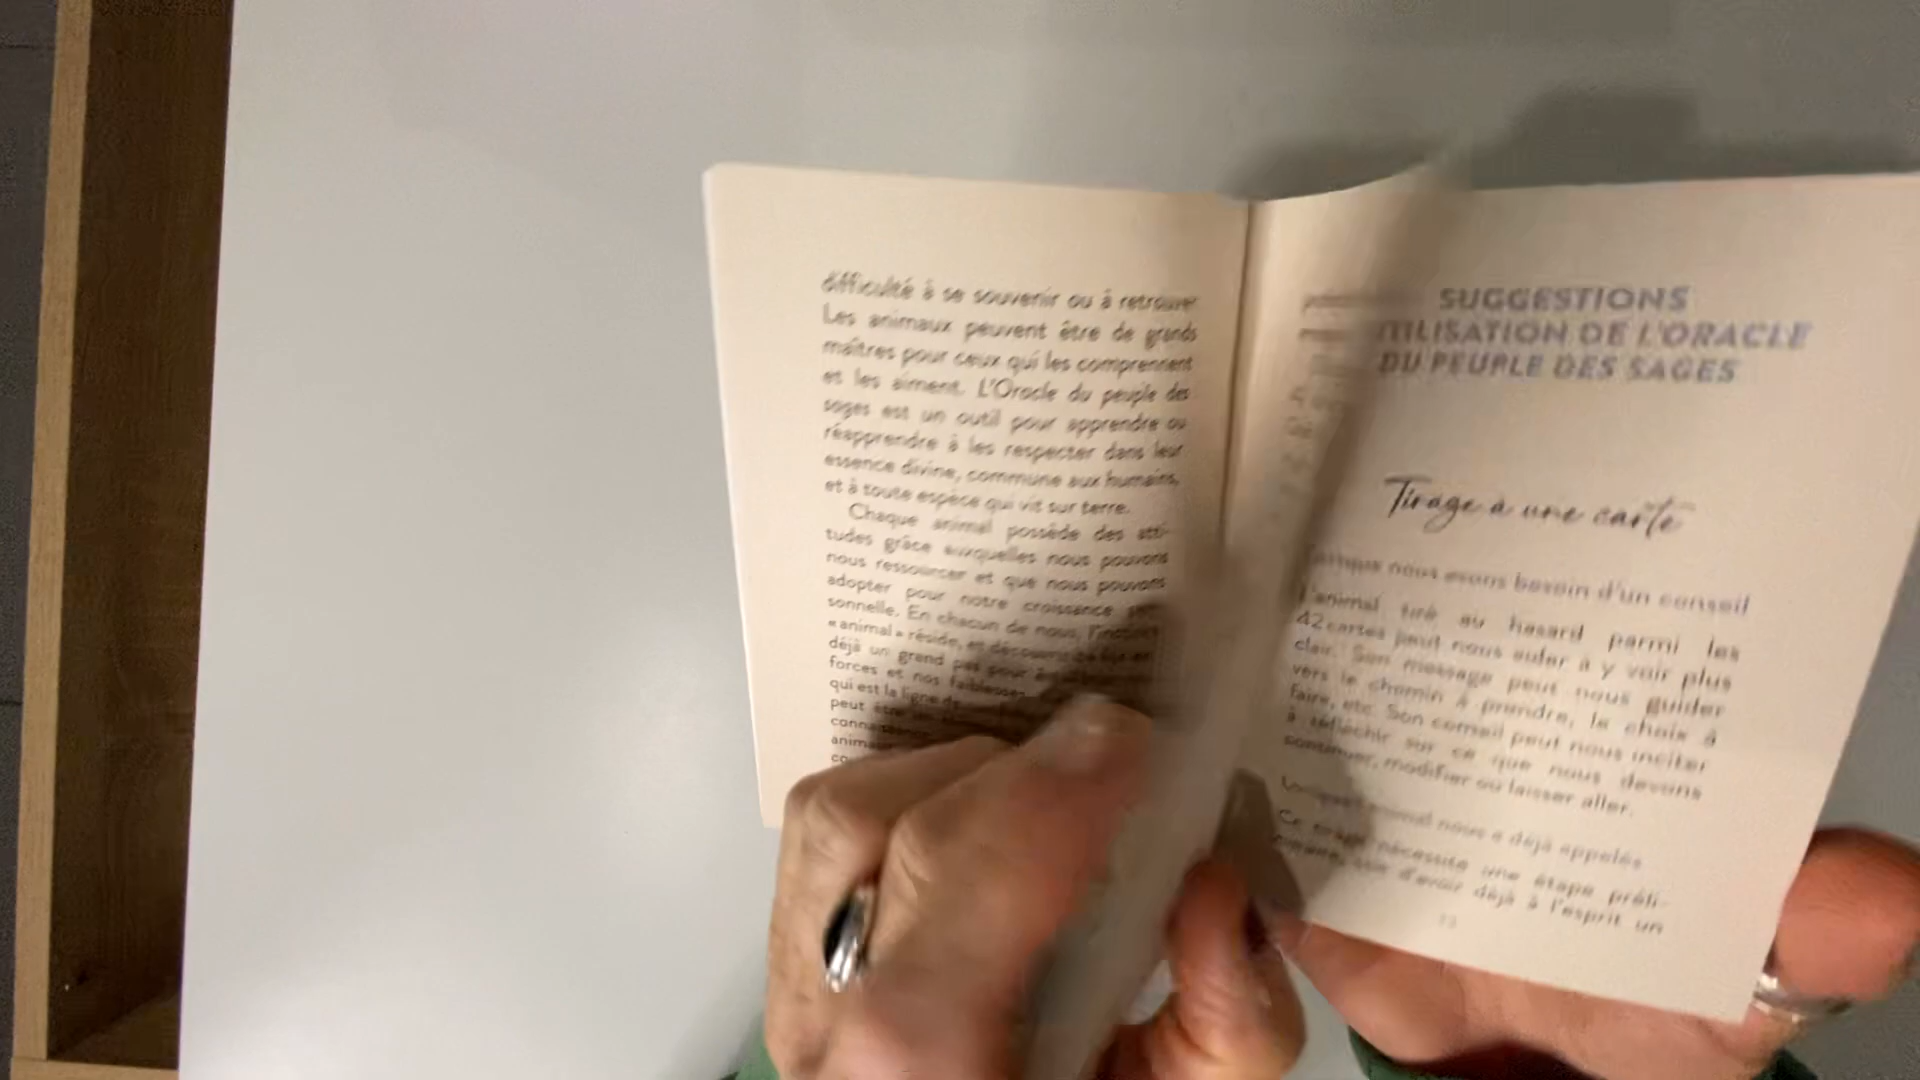 difficulté à se souvenir ou à retrouver
Les animaux peuvent être de grands
maîtres pour ceux qui les comprennent
et les aiment. L'Oracle du peuple des
sages est un outil pour apprendre ou
réapprendre à les respecter dans leur
essence divine, commune aux humains,
et à toute espèce qui vit sur terre.
Chaque animal possède des atti-
tudes grâce auxquelles nous pouvons
nous ressourcer et que nous pouvons
adopter pour notre croissance
sonnelle. En chacun de nous, l'instinct
«animal» réside, et
déjà un grand pas pour
forces et nos faiblesses
qui est la ligne de
peut être
SUGGESTIONS
TILISATION DE L'ORACLE
DU PEUPLE DES SAGES
Tirage à une carte
nous avons besoin d'un conseil
L'animal tiré au hasard parmi les
42 cartes peut nous aider à y voir plus
clair. Son message peut nous guider
vers le chemin à prendre, le choix à
faire, etc. Son conseil peut nous inciter
à réfléchir sur ce que nous devons
continuer, modifier ou laisser aller.
nous a déjà appelés
Ce tirage nécessite une étape préli-
d'avoir déjà à l'esprit un